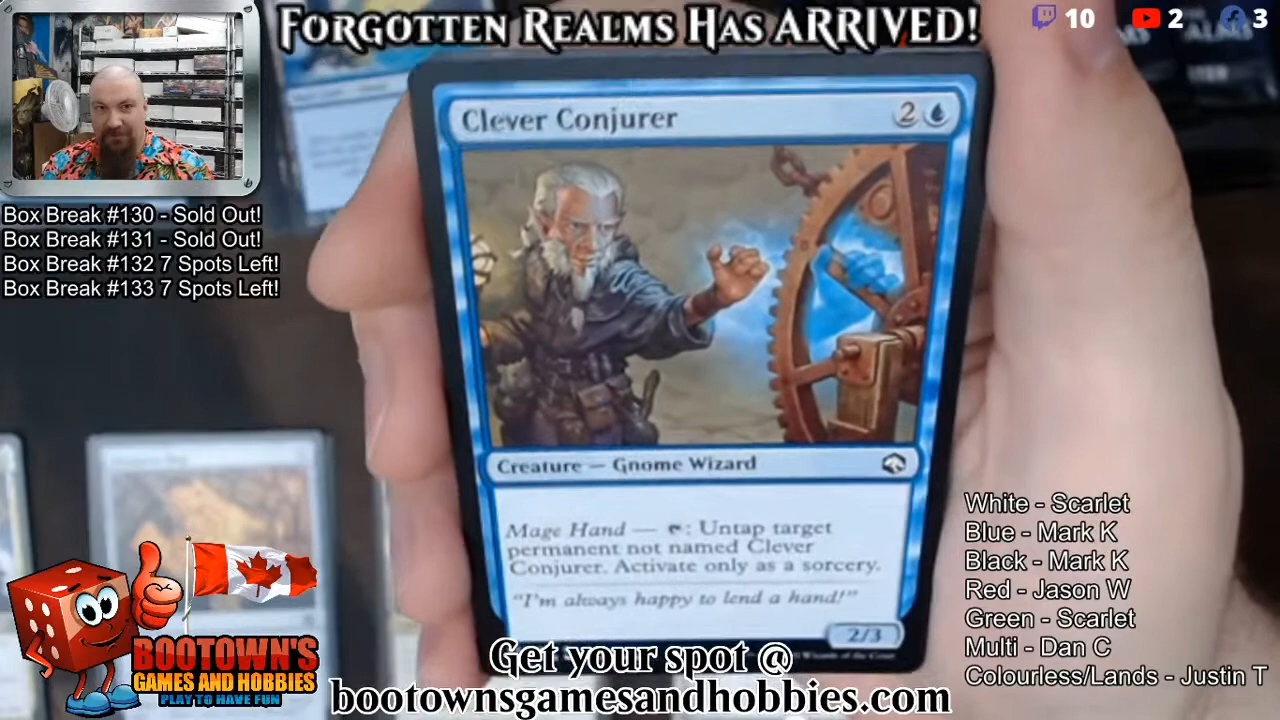 FORGOTTEN REALMS HAS ARRIVED!
10 2 3
Clever Conjurer 2
Box Break #130 - Sold Out!
Box Break #131 - Sold Out!
Box Break #132 7 Spots Left!
Box Break #133 7 Spots Left!
Creature — Gnome Wizard
Mage Hand — : Untap target
permanent not named Clever
Conjurer. Activate only as a sorcery.
"I'm always happy to lend a hand!"
2/3
White - Scarlet
Blue - Mark K
Black - Mark K
Red - Jason W
Green - Scarlet
Multi - Dan C
Colourless/Lands - Justin T
BOOTOWN'S
GAMES AND HOBBIES
PLAY TO HAVE FUN
Get your spot @
bootownsgamesandhobbies.com